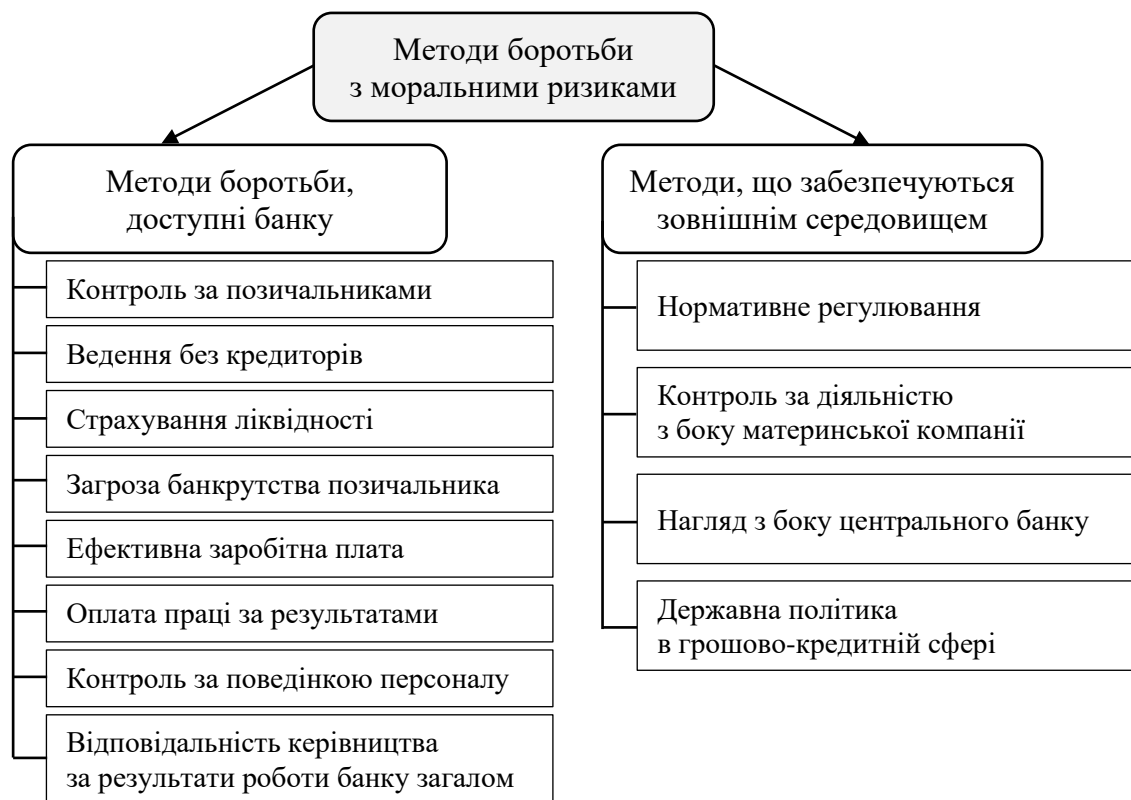 Методи боротьби
з моральними ризиками
Методи боротьби,
доступні банку
Контроль за позичальниками
Ведення без кредиторів
Страхування ліквідності
Загроза банкрутства позичальника
Ефективна заробітна плата
Оплата праці за результатами
Контроль за поведінкою персоналу
Відповідальність керівництва
за результати роботи банку загалом
Методи, що забезпечуються
зовнішнім середовищем
Нормативне регулювання
Контроль за діяльністю
з боку материнської компанії
Нагляд з боку центрального банку
Державна політика
в грошово-кредитній сфері